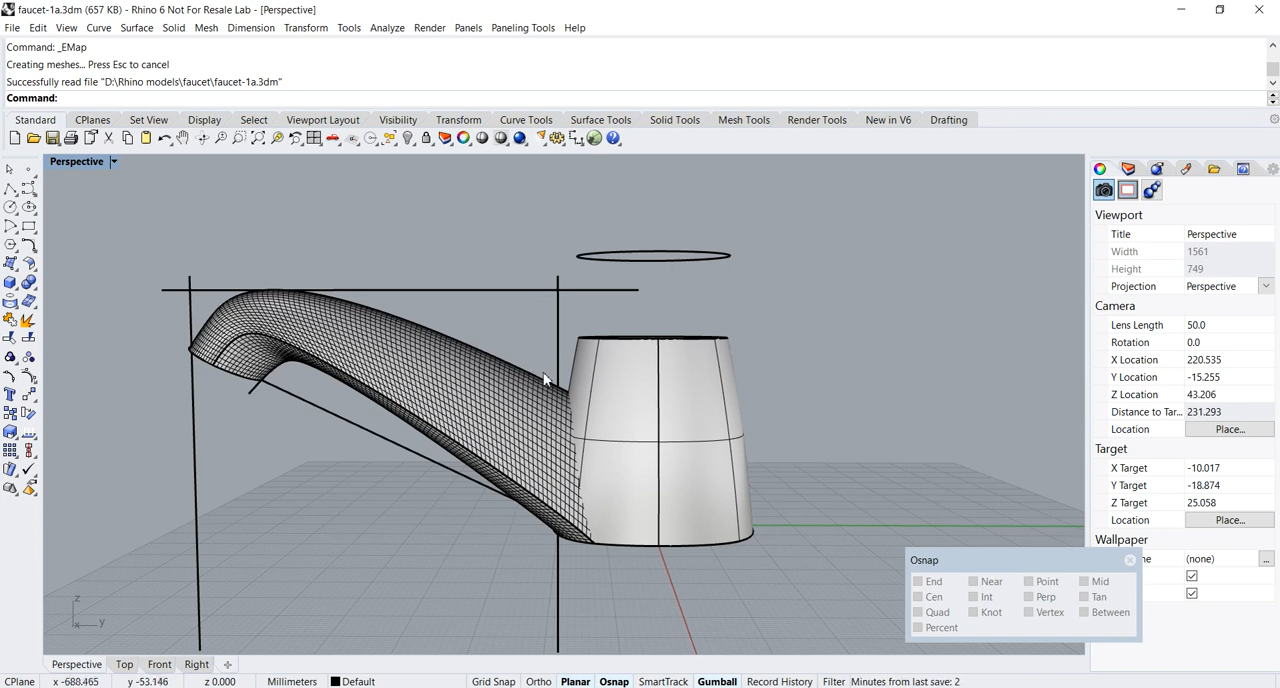 faucet-1a.3dm (657 KB) - Rhino 6 Not For Resale Lab - [Perspective]
File Edit View Curve Surface Solid Mesh Dimension Transform Tools Analyze Render Panels Paneling Tools Help
Command: _EMap
Creating meshes... Press Esc to cancel
Successfully read file "D:\Rhino models\faucet\faucet-1a.3dm"
Command:
Standard CPlanes Set View Display Select Viewport Layout Visibility Transform Curve Tools Surface Tools Solid Tools Mesh Tools Render Tools New in V6 Drafting
Perspective
Viewport
Title Perspective
Width 1561
Height 749
Projection Perspective
Camera
Lens Length 50.0
Rotation 0.0
X Location 220.535
Y Location -15.255
Z Location 43.206
Distance to Tar... 231.293
Location Place...
Target
X Target -10.017
Y Target -18.874
Z Target 25.058
Location Place...
Wallpaper
(none) ...
Osnap
End Near Point Mid
Cen Int Perp Tan
Quad Knot Vertex Between
Percent
z
x y
Perspective Top Front Right
CPlane x -688.465 y -53.146 z 0.000 Millimeters Default Grid Snap Ortho Planar Osnap SmartTrack Gumball Record History Filter Minutes from last save: 2